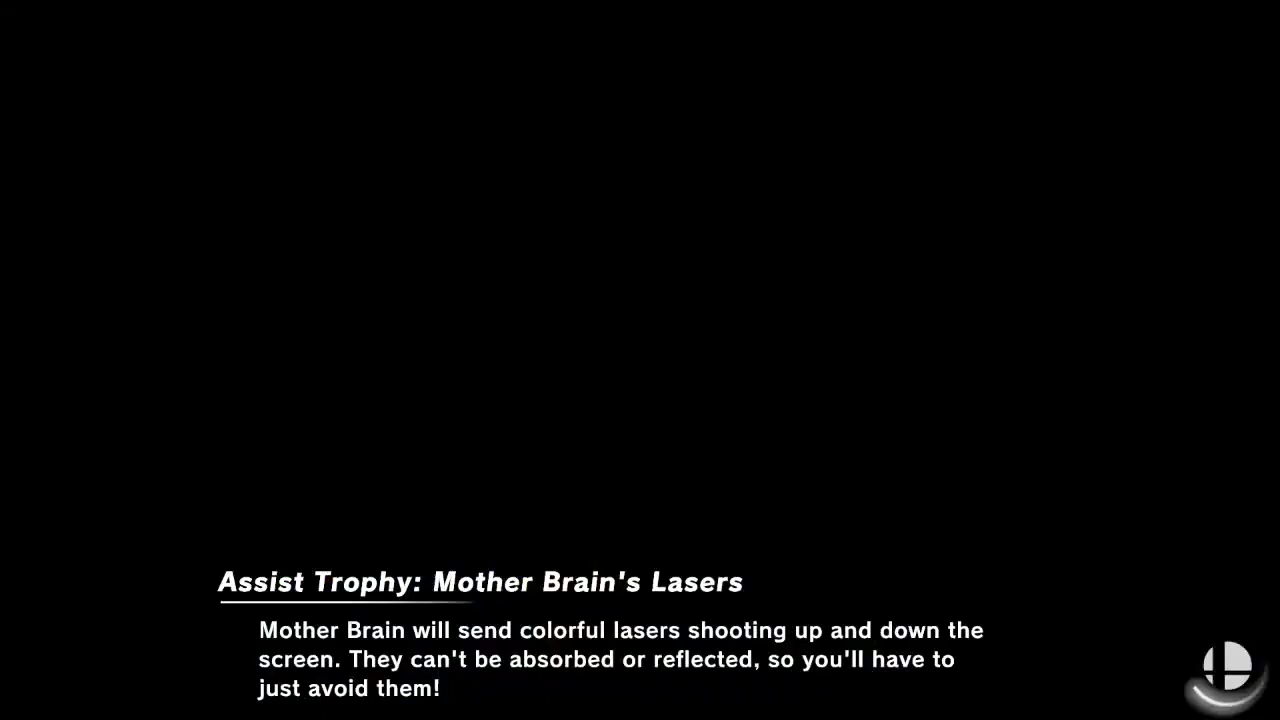 Assist Trophy: Mother Brain's Lasers
Mother Brain will send colorful lasers shooting up and down the
screen. They can't be absorbed or reflected, so you'll have to
just avoid them!